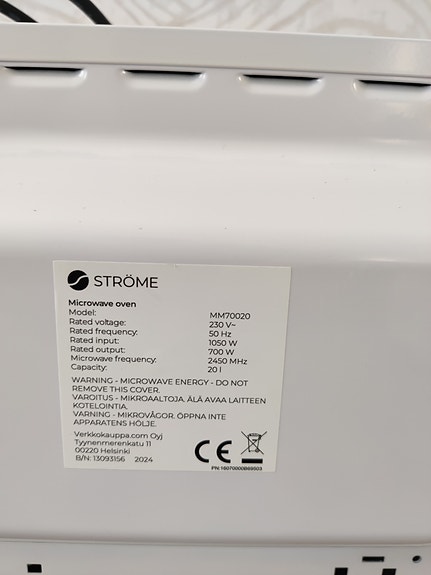 STRÖME
Microwave oven
Model: MM70020
Rated voltage: 230 V~
Rated frequency: 50 Hz
Rated input: 1050 W
Rated output: 700 W
Microwave frequency: 2450 MHz
Capacity: 20 l
WARNING - MICROWAVE ENERGY - DO NOT
REMOVE THIS COVER.
VAROITUS - MIKROAALTOJA. ÄLÄ AVAA LAITTEEN
KOTELOINTIA.
VARNING - MIKROVÅGOR. ÖPPNA INTE
APPARATENS HÖLJE.
Verkkokauppa.com Oyj
Tyynenmerenkatu 11
00220 Helsinki
B/N: 13093156 2024
CE
PN:16070000B69503